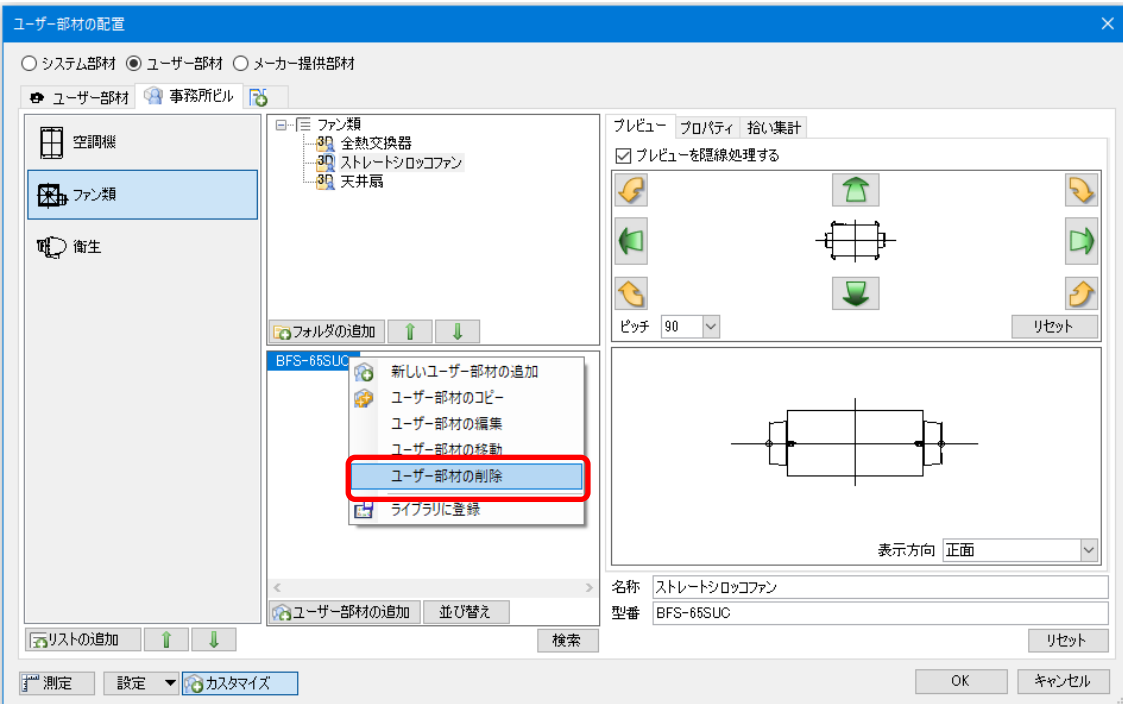 ユーザー部材の配置
システム部材 ユーザー部材 メーカー提供部材
ユーザー部材 事務所ビル
空調機
ファン類
衛生
ファン類
全熱交換器
ストレートシロッコファン
天井扇
フォルダの追加
BFS-65SUC
新しいユーザー部材の追加
ユーザー部材のコピー
ユーザー部材の編集
ユーザー部材の移動
ユーザー部材の削除
ライブラリに登録
ユーザー部材の追加 並び替え
リストの追加
検索
プレビュー プロパティ 拾い集計
プレビューを隠線処理する
ピッチ 90 リセット
表示方向 正面
名称 ストレートシロッコファン
型番 BFS-65SUC
リセット
測定 設定 カスタマイズ
OK キャンセル